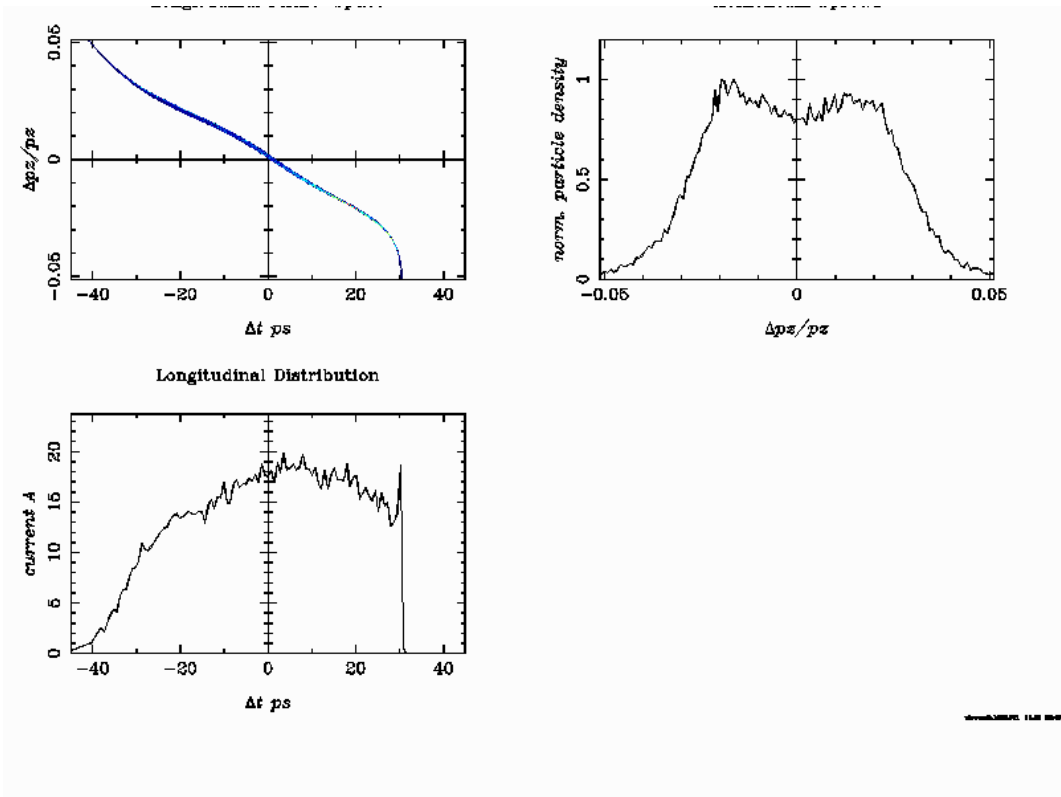 0.05
0
0.05
Δpz/pz
1 −40 −20 0 20 40
Δt ps
1
0.5
0
norm. particle density
−0.05 0 0.05
Δpz/pz
Longitudinal Distribution
20
15
10
5
0
current A
−40 −20 0 20 40
Δt ps